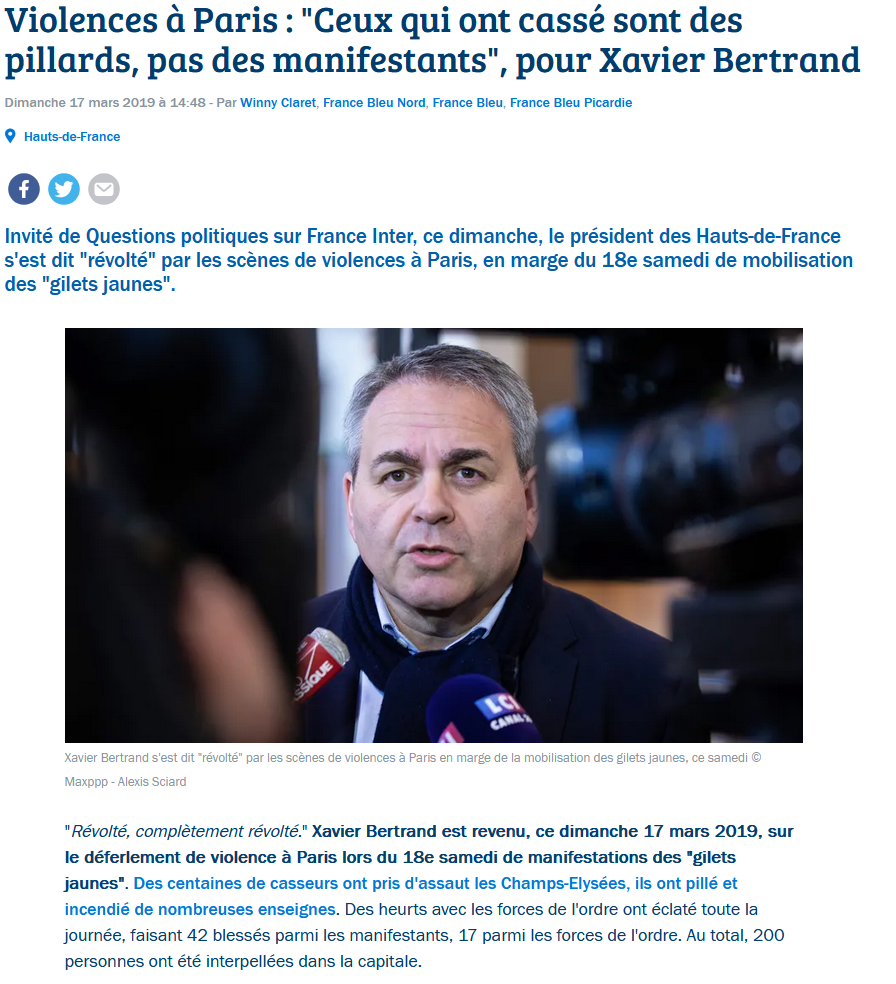 Violences à Paris : "Ceux qui ont cassé sont des
pillards, pas des manifestants", pour Xavier Bertrand
Dimanche 17 mars 2019 à 14:48 - Par Winny Claret, France Bleu Nord, France Bleu, France Bleu Picardie
Hauts-de-France
Invité de Questions politiques sur France Inter, ce dimanche, le président des Hauts-de-France
s'est dit "révolté" par les scènes de violences à Paris, en marge du 18e samedi de mobilisation
des "gilets jaunes".
SSIQUE
LCI
CANAL
Xavier Bertrand s'est dit "révolté" par les scènes de violences à Paris en marge de la mobilisation des gilets jaunes, ce samedi ©
Maxppp - Alexis Sciard
"Révolté, complètement révolté." Xavier Bertrand est revenu, ce dimanche 17 mars 2019, sur
le déferlement de violence à Paris lors du 18e samedi de manifestations des "gilets
jaunes". Des centaines de casseurs ont pris d'assaut les Champs-Elysées, ils ont pillé et
incendié de nombreuses enseignes. Des heurts avec les forces de l'ordre ont éclaté toute la
journée, faisant 42 blessés parmi les manifestants, 17 parmi les forces de l'ordre. Au total, 200
personnes ont été interpellées dans la capitale.